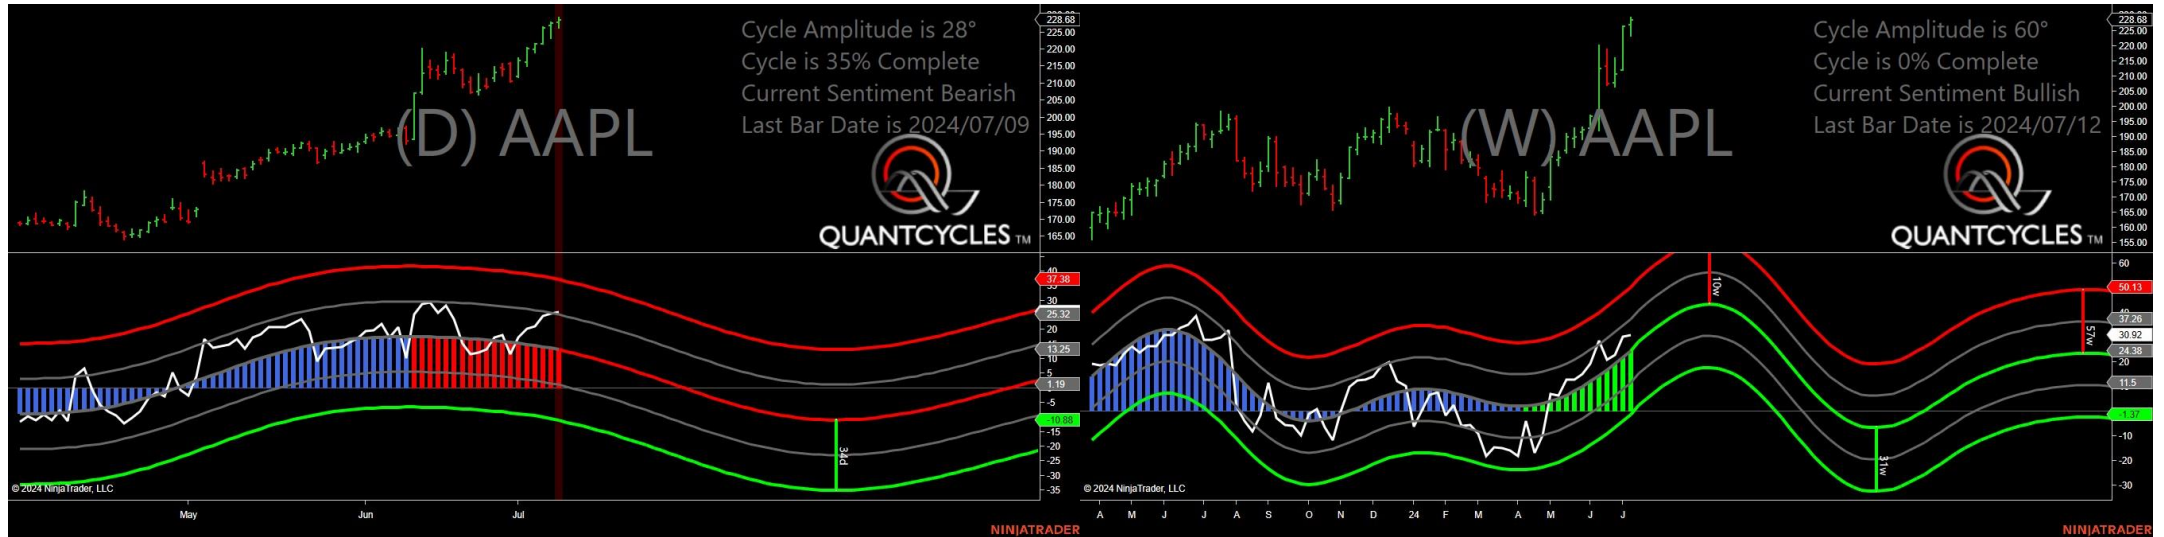 Cycle Amplitude is 28°
Cycle is 35% Complete
Current Sentiment Bearish
Last Bar Date is 2024/07/09
(D) AAPL
QUANTCYCLES TM
228.68
225.00
220.00
215.00
210.00
205.00
200.00
195.00
190.00
185.00
180.00
175.00
170.00
165.00
40
37.38
30
25.32
20
13.25
10
1.19
-5
-10.88
-15
-20
-25
-30
-35
34d
© 2024 NinjaTrader, LLC
May
Jun
Jul
NINJATRADER
Cycle Amplitude is 60°
Cycle is 0% Complete
Current Sentiment Bullish
Last Bar Date is 2024/07/12
(W) AAPL
QUANTCYCLES TM
228.68
225.00
220.00
215.00
210.00
205.00
200.00
195.00
190.00
185.00
180.00
175.00
170.00
165.00
160.00
155.00
60
50.13
37.26
30.92
24.38
20
11.5
-1.37
-10
-20
-30
10w
31w
57w
© 2024 NinjaTrader, LLC
A M J J A S O N D 24 F M A M J J
NINJATRADER